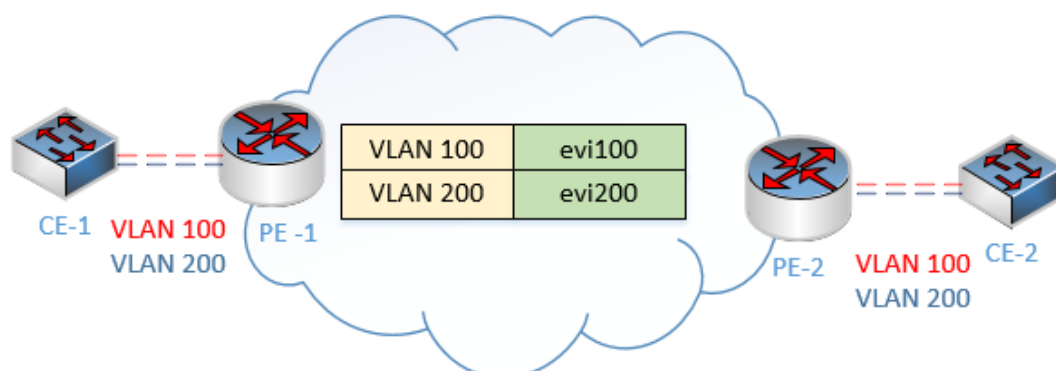 VLAN 100 evi100
VLAN 200 evi200
CE-1
VLAN 100
VLAN 200
PE -1
PE-2
VLAN 100
VLAN 200
CE-2